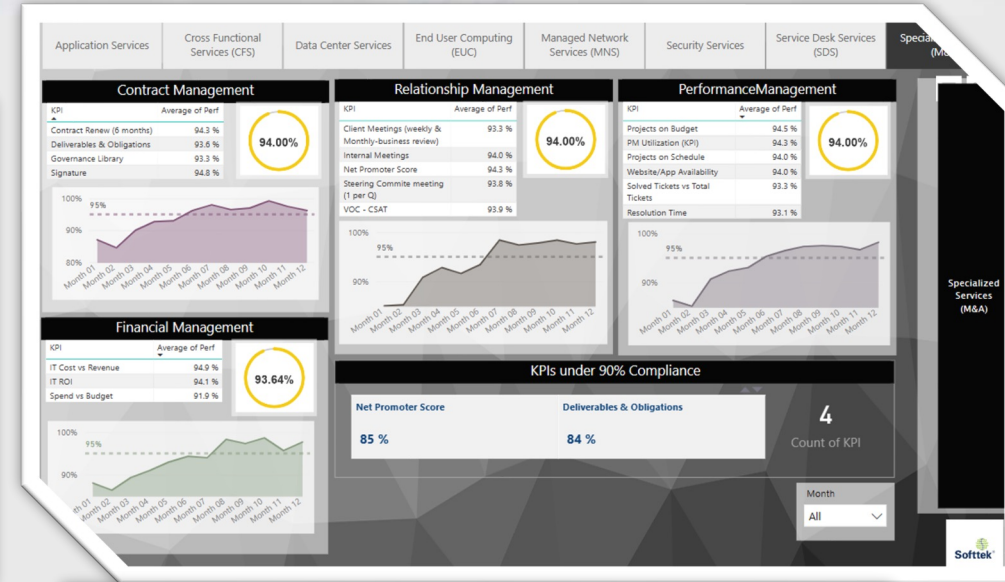 Application Services
Cross Functional
Services (CFS)
Data Center Services
End User Computing
(EUC)
Managed Network
Services (MNS)
Security Services
Service Desk Services
(SDS)
Contract Management
KPI Average of Perf
Contract Renew (6 months) 94.3 %
Deliverables & Obligations 93.6 %
Governance Library 93.3 %
Signature 94.8 %
94.00%
100%
95%
90%
80%
Month 01 Month 02 Month 03 Month 04 Month 05 Month 06 Month 07 Month 08 Month 09 Month 10 Month 11 Month 12
Relationship Management
KPI Average of Perf
Client Meetings (weekly & 93.3 %
Monthly-business review)
Internal Meetings 94.0 %
Net Promoter Score 94.3 %
Steering Commite meeting 93.8 %
(1 per Q)
VOC - CSAT 93.9 %
94.00%
100%
95%
90%
Month 01 Month 02 Month 03 Month 04 Month 05 Month 06 Month 07 Month 08 Month 09 Month 10 Month 11 Month 12
PerformanceManagement
KPI Average of Perf
Projects on Budget 94.5 %
PM Utilization (KPI) 94.3 %
Projects on Schedule 94.0 %
Website/App Availability 94.0 %
Solved Tickets vs Total 93.3 %
Tickets
Resolution Time 93.1 %
94.00%
100%
95%
90%
Month 01 Month 02 Month 03 Month 04 Month 05 Month 06 Month 07 Month 08 Month 09 Month 10 Month 11 Month 12
Specialized
Services
(M&A)
Financial Management
KPI Average of Perf
IT Cost vs Revenue 94.9 %
IT ROI 94.1 %
Spend vs Budget 91.9 %
93.64%
100%
95%
90%
Month 02 Month 03 Month 04 Month 05 Month 06 Month 07 Month 08 Month 09 Month 10 Month 11 Month 12
KPIs under 90% Compliance
Net Promoter Score
85 %
Deliverables & Obligations
84 %
4
Count of KPI
Month
All
Softtek